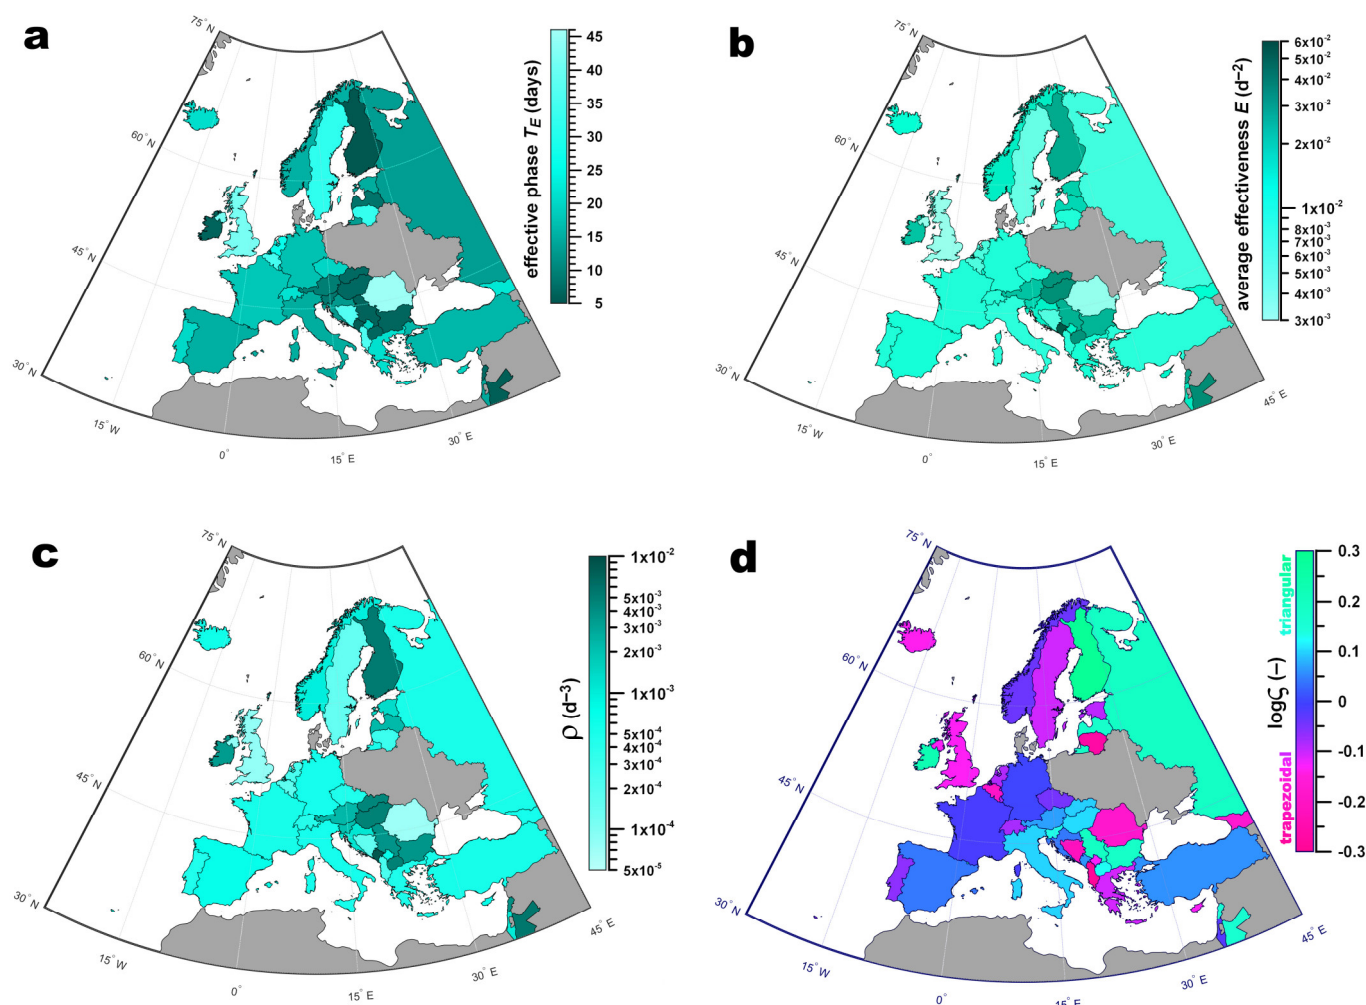 a
75° N
60° N
45° N
30° N
15° W
0°
15° E
30° E
effective phase T_E (days)
45
40
35
30
25
20
15
10
5
b
75° N
60° N
45° N
30° N
15° W
0°
15° E
30° E
45° E
average effectiveness E (d⁻²)
6x10⁻²
5x10⁻²
4x10⁻²
3x10⁻²
2x10⁻²
1x10⁻²
8x10⁻³
7x10⁻³
6x10⁻³
5x10⁻³
4x10⁻³
3x10⁻³
c
75° N
60° N
45° N
30° N
15° W
0°
15° E
30° E
45° E
ρ (d⁻³)
1x10⁻²
5x10⁻³
4x10⁻³
3x10⁻³
2x10⁻³
1x10⁻³
5x10⁻⁴
4x10⁻⁴
3x10⁻⁴
2x10⁻⁴
1x10⁻⁴
5x10⁻⁵
d
75° N
60° N
45° N
30° N
15° W
0°
15° E
30° E
45° E
triangular
logζ (–)
trapezoidal
0.3
0.2
0.1
0
-0.1
-0.2
-0.3